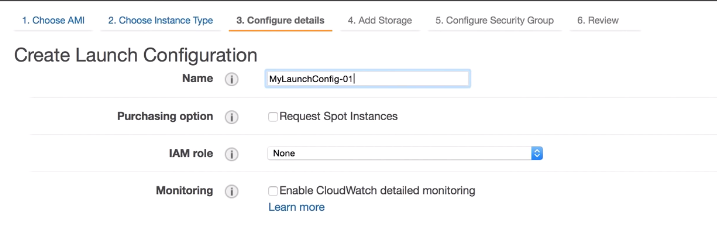 1. Choose AMI 2. Choose Instance Type 3. Configure details 4. Add Storage 5. Configure Security Group 6. Review
Create Launch Configuration
Name i MyLaunchConfig-01
Purchasing option i Request Spot Instances
IAM role i None
Monitoring i Enable CloudWatch detailed monitoring
Learn more